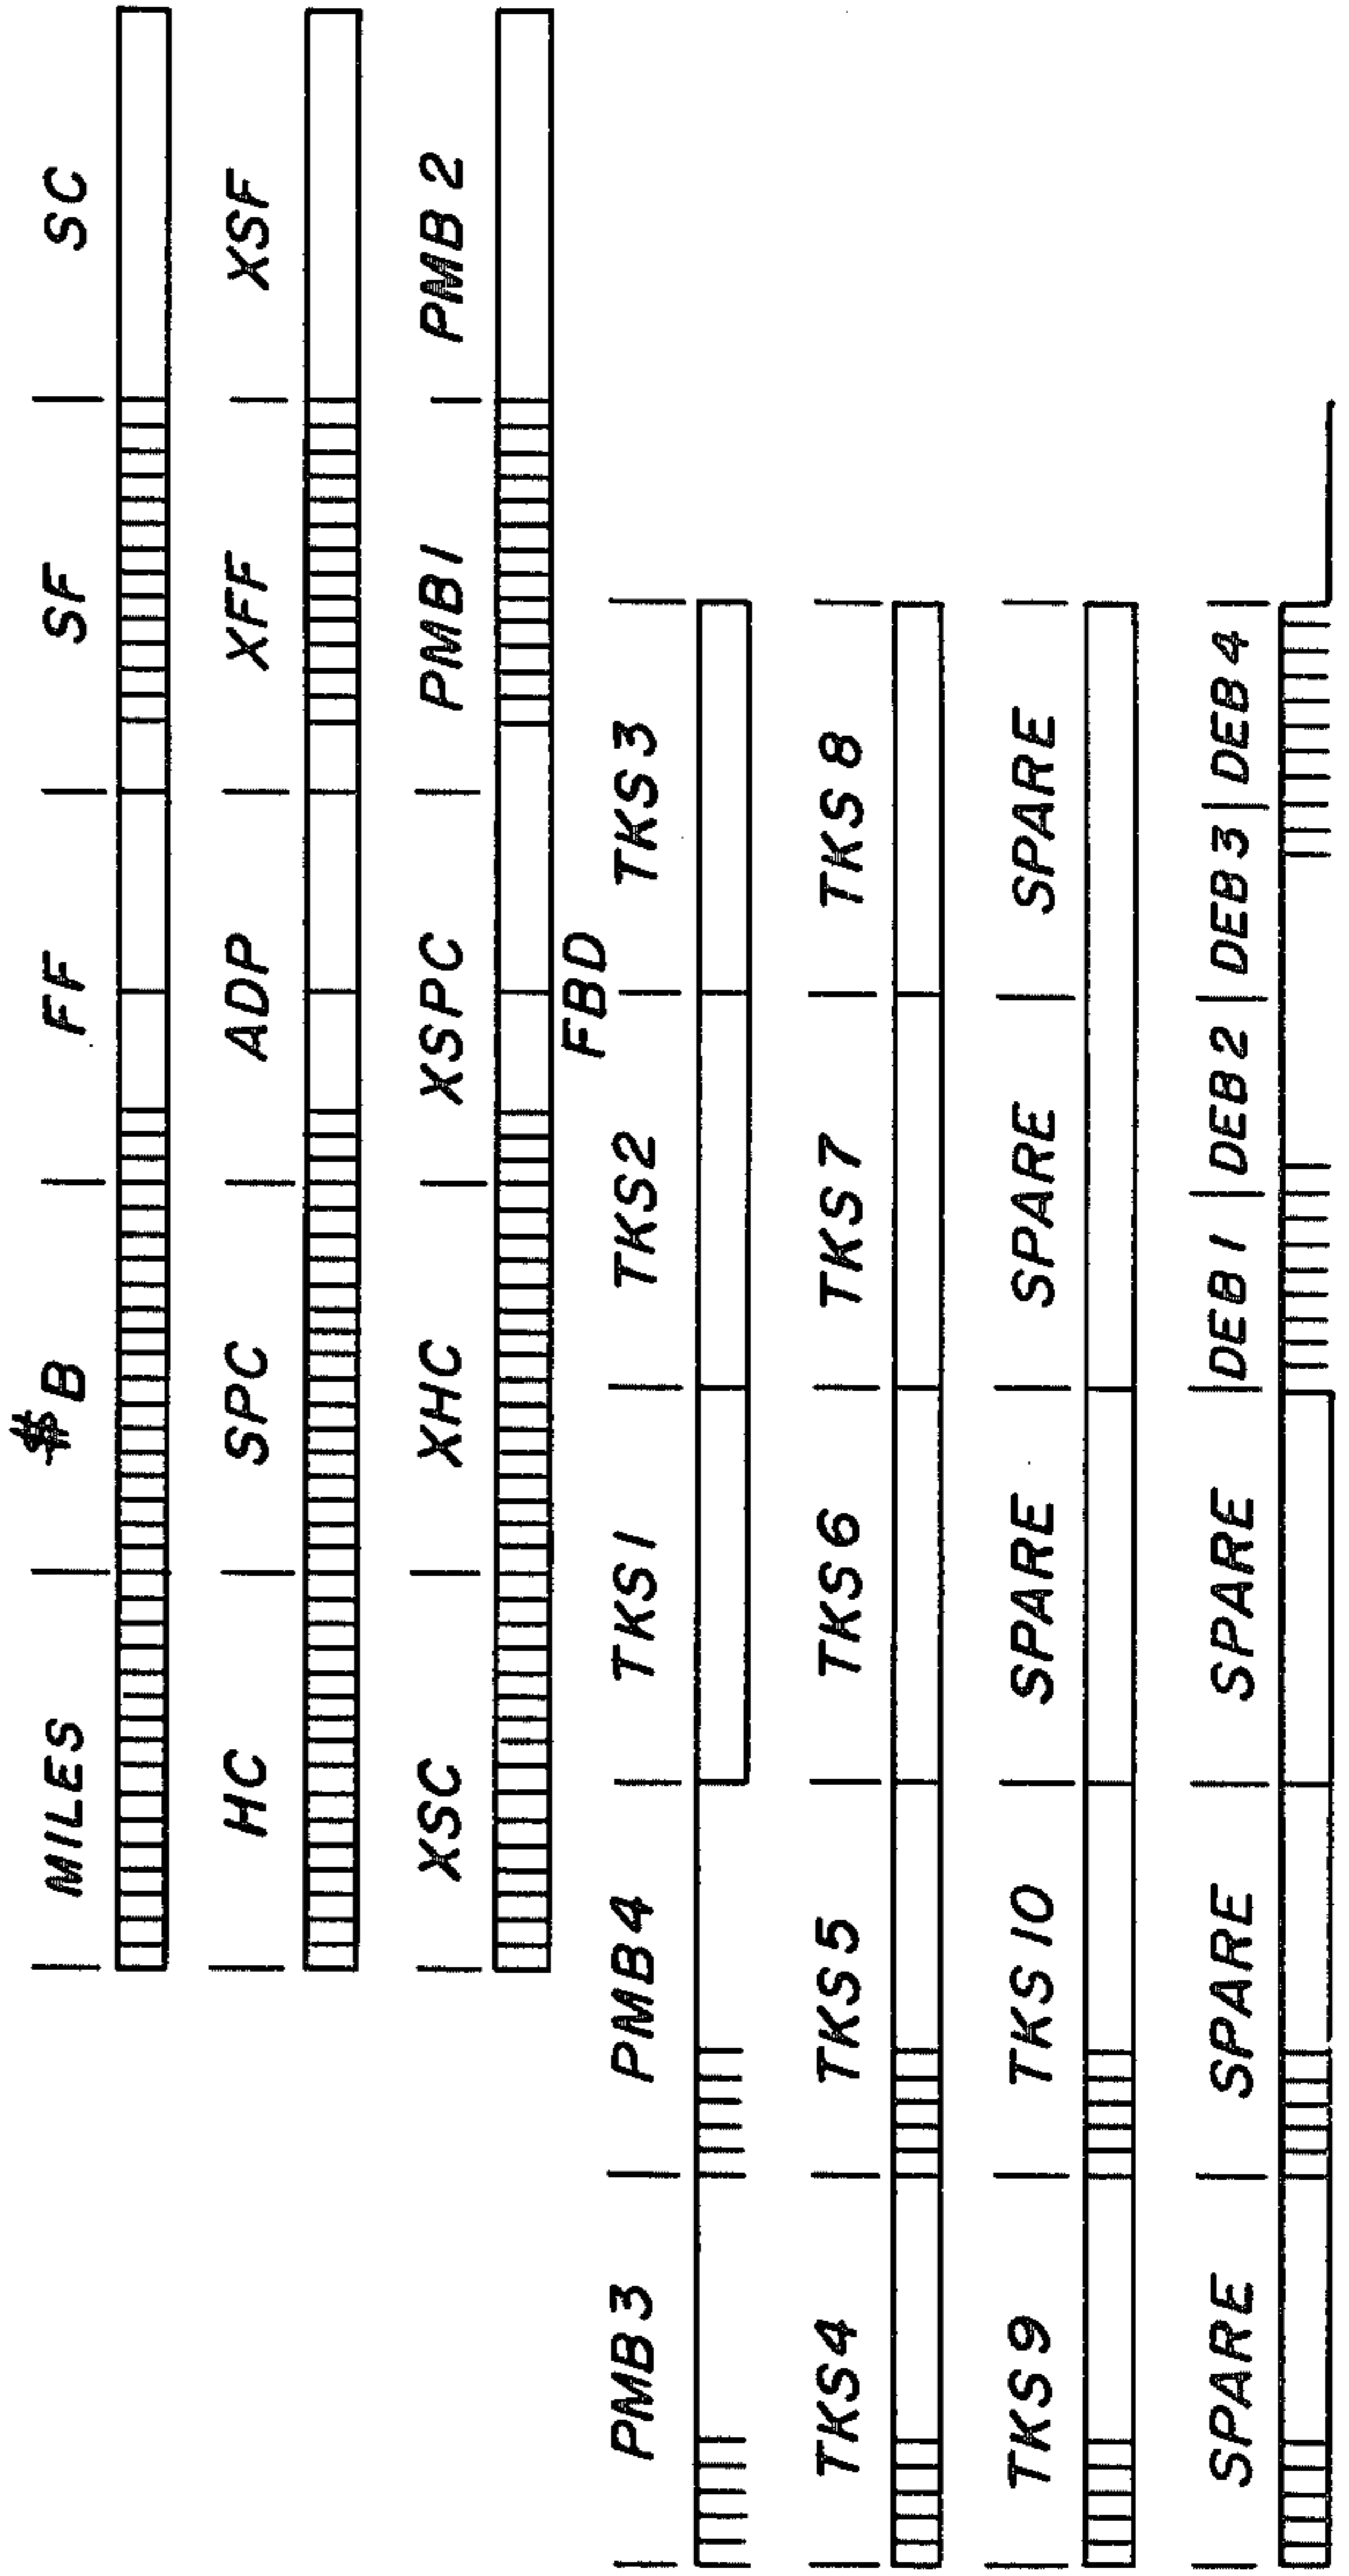 MILES $B FF SF SC
HC SPC ADP XFF XSF
XSC XHC XSPC PMB1 PMB2
FBD
PMB3 PMB4 TKS1 TKS2 TKS3
TKS4 TKS5 TKS6 TKS7 TKS8
TKS9 TKS10 SPARE SPARE SPARE
SPARE SPARE SPARE DEB1 DEB2 DEB3 DEB4